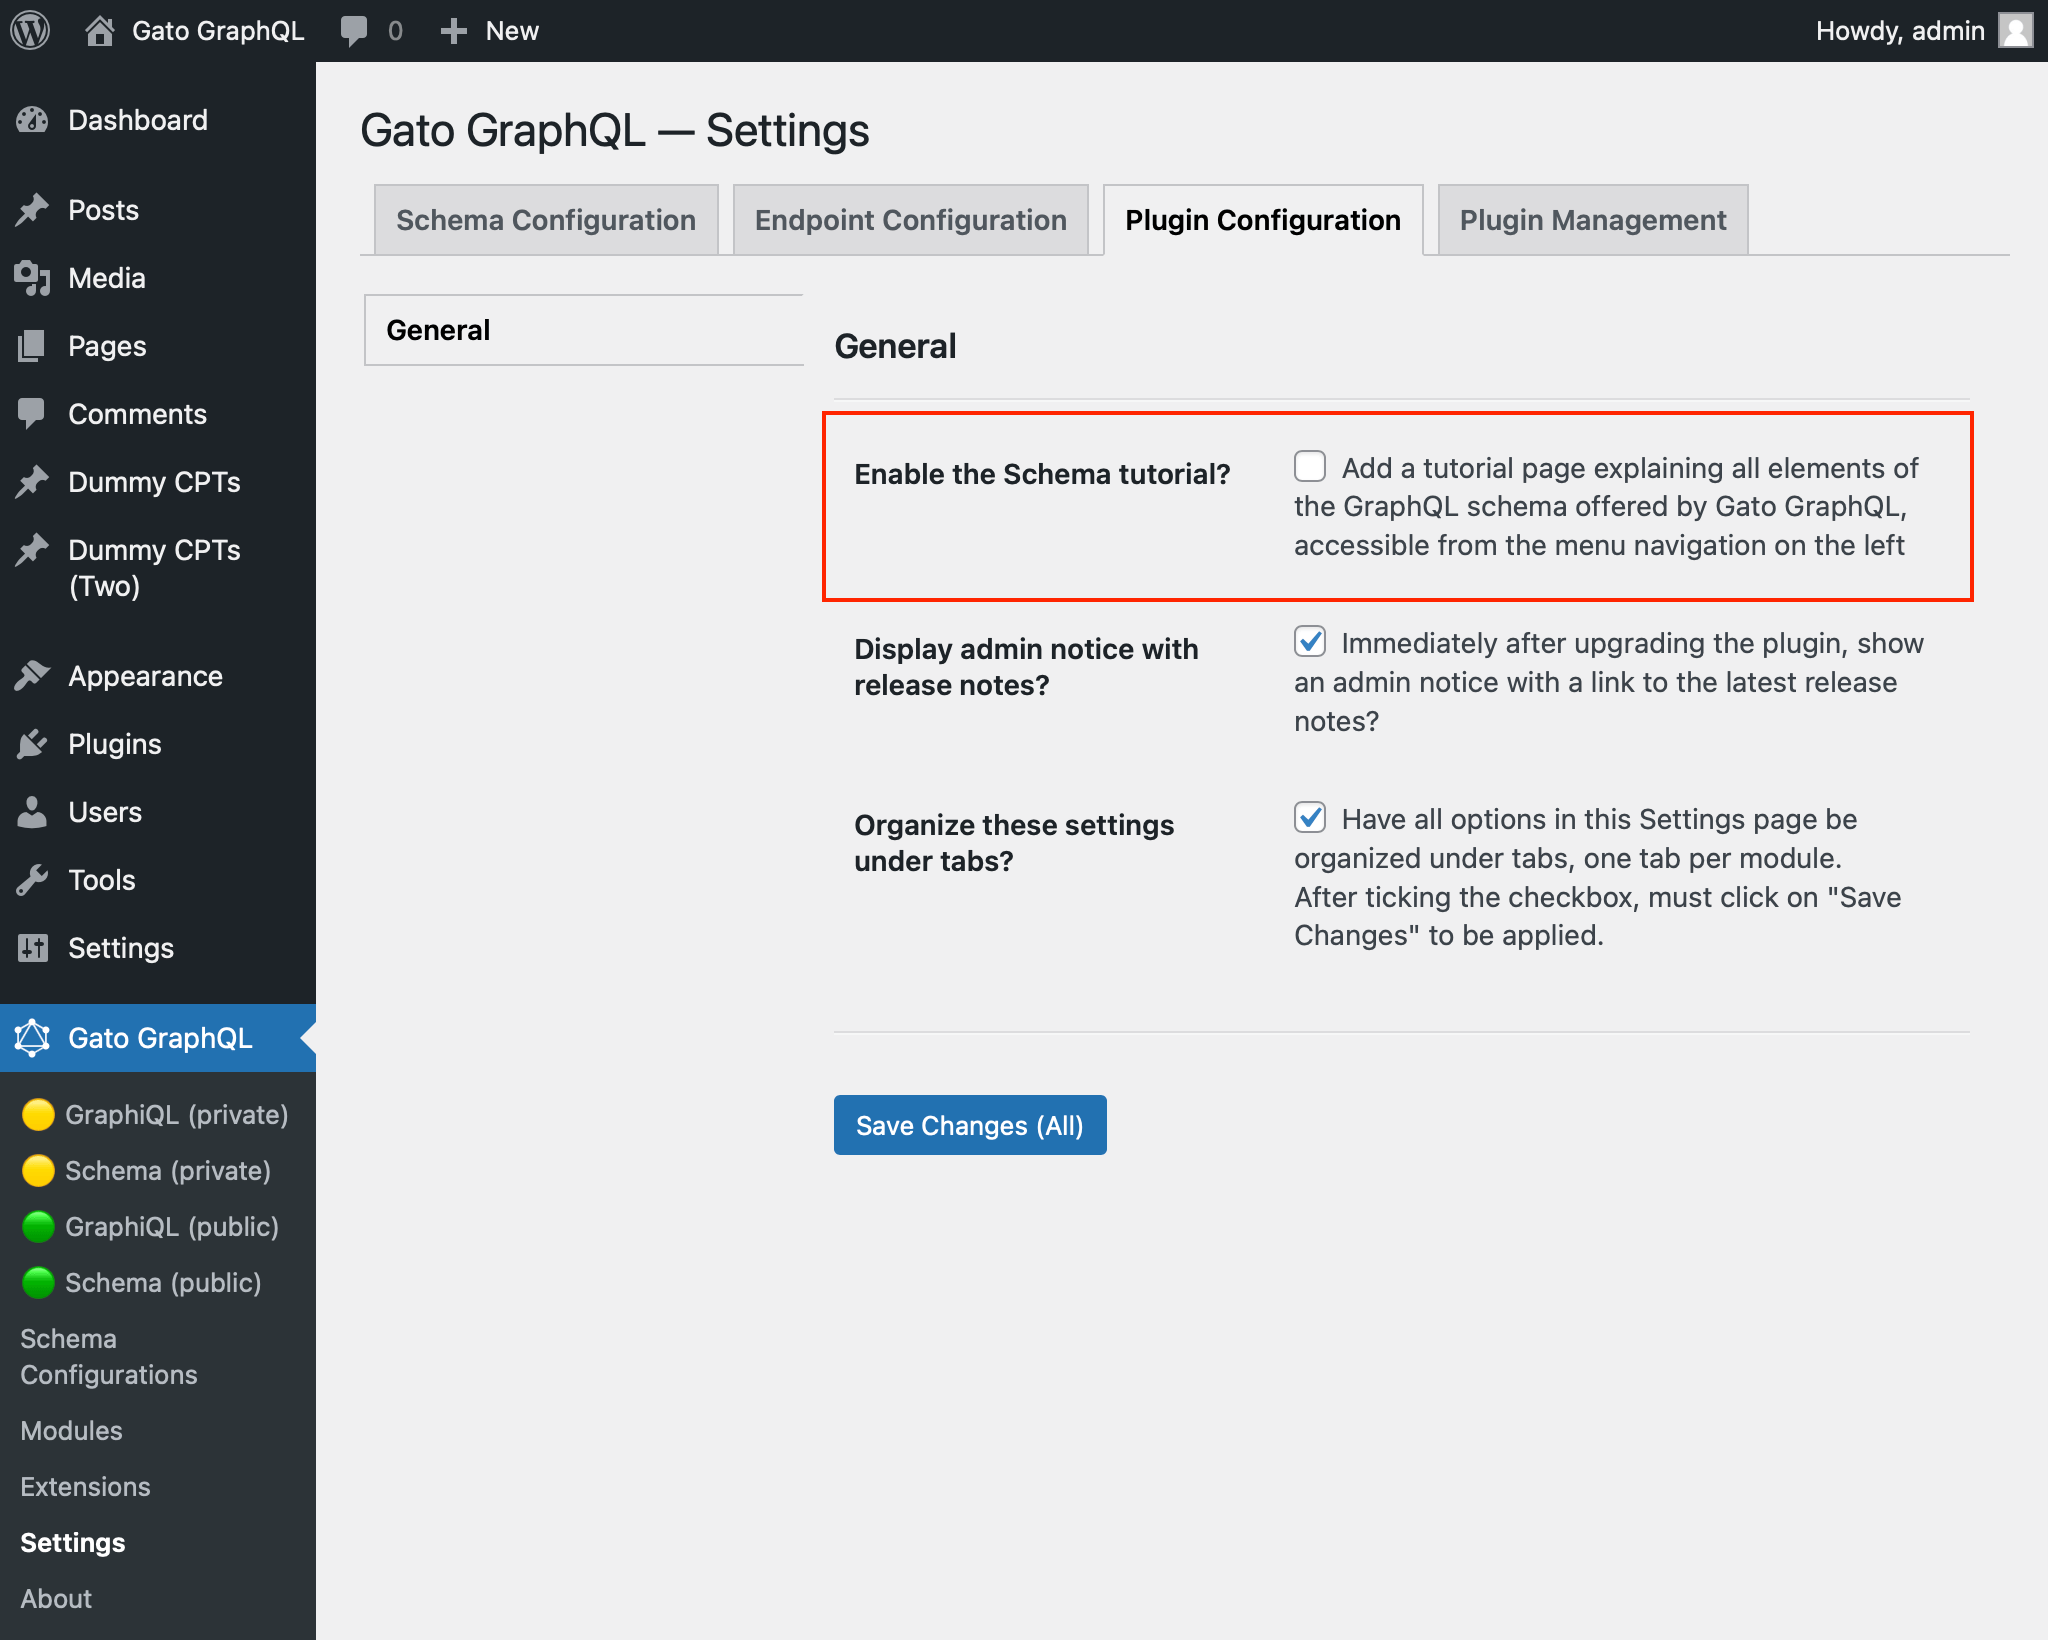 Gato GraphQL
0
New
Howdy, admin
Dashboard
Posts
Media
Pages
Comments
Dummy CPTs
Dummy CPTs
(Two)
Appearance
Plugins
Users
Tools
Settings
Gato GraphQL
GraphiQL (private)
Schema (private)
GraphiQL (public)
Schema (public)
Schema
Configurations
Modules
Extensions
Settings
About
Gato GraphQL — Settings
Schema Configuration
Endpoint Configuration
Plugin Configuration
Plugin Management
General
General
Enable the Schema tutorial?
Add a tutorial page explaining all elements of
the GraphQL schema offered by Gato GraphQL,
accessible from the menu navigation on the left
Display admin notice with
release notes?
Immediately after upgrading the plugin, show
an admin notice with a link to the latest release
notes?
Organize these settings
under tabs?
Have all options in this Settings page be
organized under tabs, one tab per module.
After ticking the checkbox, must click on "Save
Changes" to be applied.
Save Changes (All)